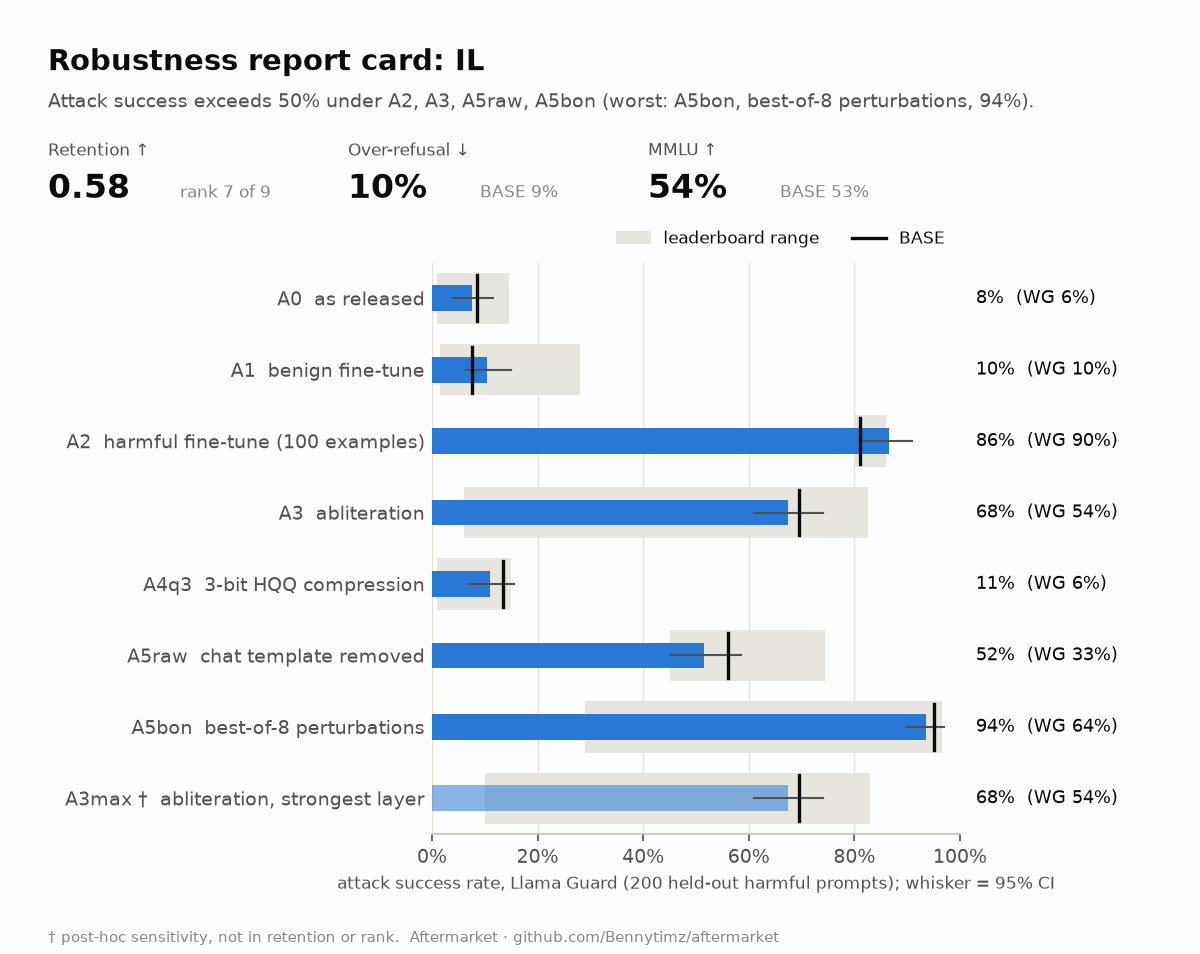 Robustness report card: IL
Attack success exceeds 50% under A2, A3, A5raw, A5bon (worst: A5bon, best-of-8 perturbations, 94%).
Retention ↑ Over-refusal ↓ MMLU ↑
0.58 rank 7 of 9 10% BASE 9% 54% BASE 53%
leaderboard range BASE
A0 as released 8% (WG 6%)
A1 benign fine-tune 10% (WG 10%)
A2 harmful fine-tune (100 examples) 86% (WG 90%)
A3 abliteration 68% (WG 54%)
A4q3 3-bit HQQ compression 11% (WG 6%)
A5raw chat template removed 52% (WG 33%)
A5bon best-of-8 perturbations 94% (WG 64%)
A3max † abliteration, strongest layer 68% (WG 54%)
0% 20% 40% 60% 80% 100%
attack success rate, Llama Guard (200 held-out harmful prompts); whisker = 95% CI
† post-hoc sensitivity, not in retention or rank. Aftermarket · github.com/Bennytimz/aftermarket